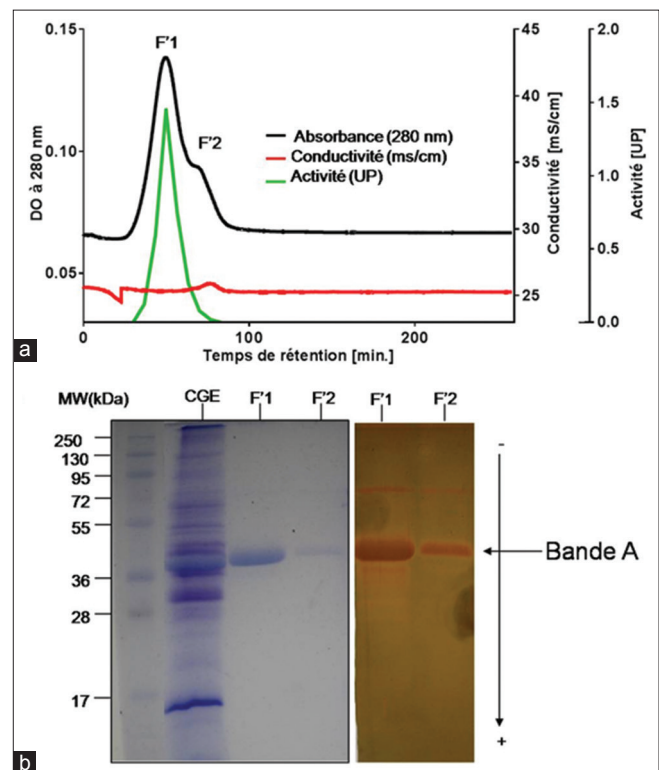 0.15
0.10
0.05
DO à 280 nm
F'1
F'2
Absorbance (280 nm)
Conductivité (ms/cm)
Activité (UP)
45
40
35
30
25
Conductivité [mS/cm]
2.0
1.5
1.0
0.5
0.0
Activité [UP]
0
100
200
Temps de rétention [min.]
a
MW(kDa)
CGE
F'1
F'2
F'1
F'2
250
130
95
72
55
36
28
17
-
Bande A
+
b